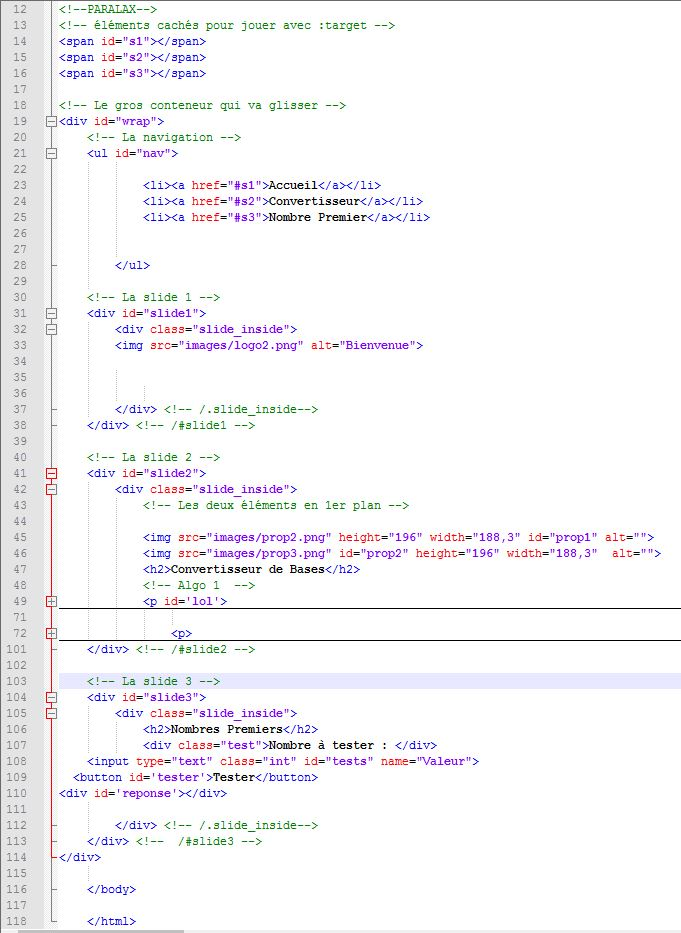 12 <!--PARALAX-->
13 <!-- éléments cachés pour jouer avec :target -->
14 <span id="s1"></span>
15 <span id="s2"></span>
16 <span id="s3"></span>
17
18 <!-- Le gros conteneur qui va glisser -->
19 <div id="wrap">
20 <!-- La navigation -->
21 <ul id="nav">
22
23 <li><a href="#s1">Accueil</a></li>
24 <li><a href="#s2">Convertisseur</a></li>
25 <li><a href="#s3">Nombre Premier</a></li>
26
27
28 </ul>
29
30 <!-- La slide 1 -->
31 <div id="slide1">
32 <div class="slide_inside">
33 <img src="images/logo2.png" alt="Bienvenue">
34
35
36
37 </div> <!-- /.slide_inside-->
38 </div> <!-- /#slide1 -->
39
40 <!-- La slide 2 -->
41 <div id="slide2">
42 <div class="slide_inside">
43 <!-- Les deux éléments en 1er plan -->
44
45 <img src="images/prop2.png" height="196" width="188,3" id="prop1" alt="">
46 <img src="images/prop3.png" id="prop2" height="196" width="188,3"  alt="">
47 <h2>Convertisseur de Bases</h2>
48 <!-- Algo 1  -->
49 <p id='lol'>
71
72 <p>
101 </div> <!-- /#slide2 -->
102
103 <!-- La slide 3 -->
104 <div id="slide3">
105 <div class="slide_inside">
106 <h2>Nombres Premiers</h2>
107 <div class="test">Nombre à tester : </div>
108 <input type="text" class="int" id="tests" name="Valeur">
109 <button id='tester'>Tester</button>
110 <div id='reponse'></div>
111
112 </div> <!-- /.slide_inside-->
113 </div> <!--  /#slide3 -->
114 </div>
115
116 </body>
117
118 </html>